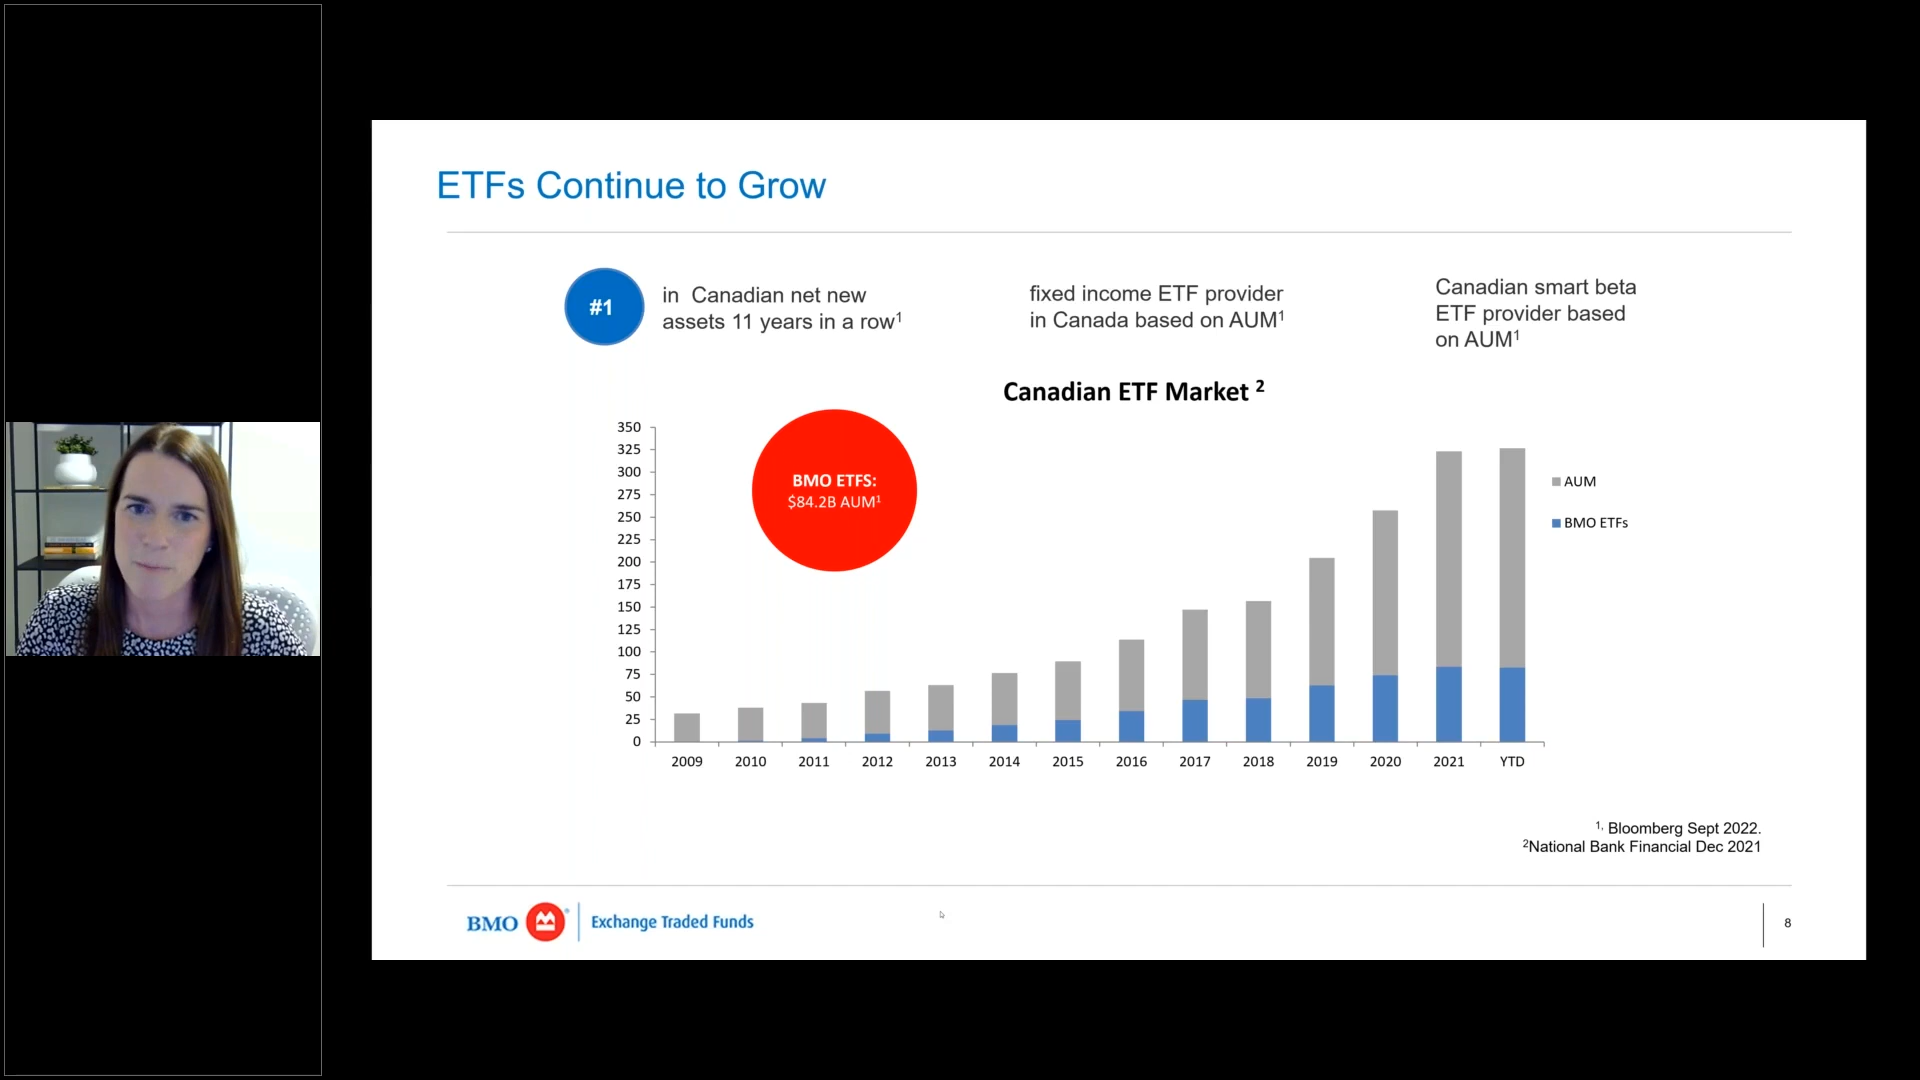 ETFs Continue to Grow
#1
in Canadian net new
assets 11 years in a row¹
fixed income ETF provider
in Canada based on AUM¹
Canadian smart beta
ETF provider based
on AUM¹
Canadian ETF Market ²
BMO ETFS:
$84.2B AUM¹
350
325
300
275
250
225
200
175
150
125
100
75
50
25
0
2009 2010 2011 2012 2013 2014 2015 2016 2017 2018 2019 2020 2021 YTD
AUM
BMO ETFs
¹· Bloomberg Sept 2022.
²National Bank Financial Dec 2021
BMO ® Exchange Traded Funds
8